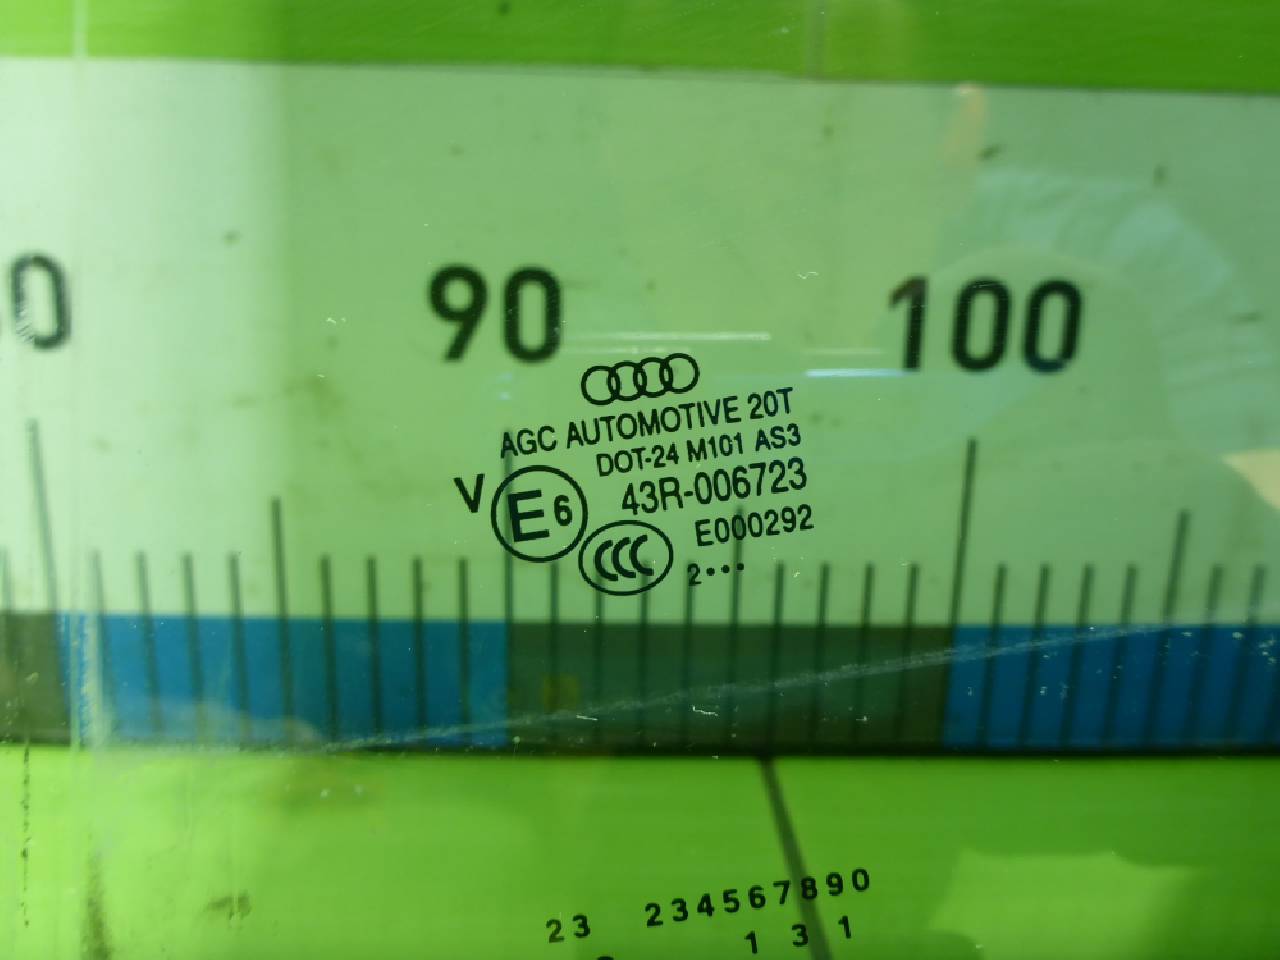 90
100
AGC AUTOMOTIVE 20T
DOT-24 M101 AS3
43R-006723
V E6
E000292
CCC
2•••
23 234567890
1 3 1